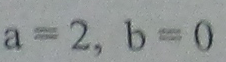 a = 2, b = 0